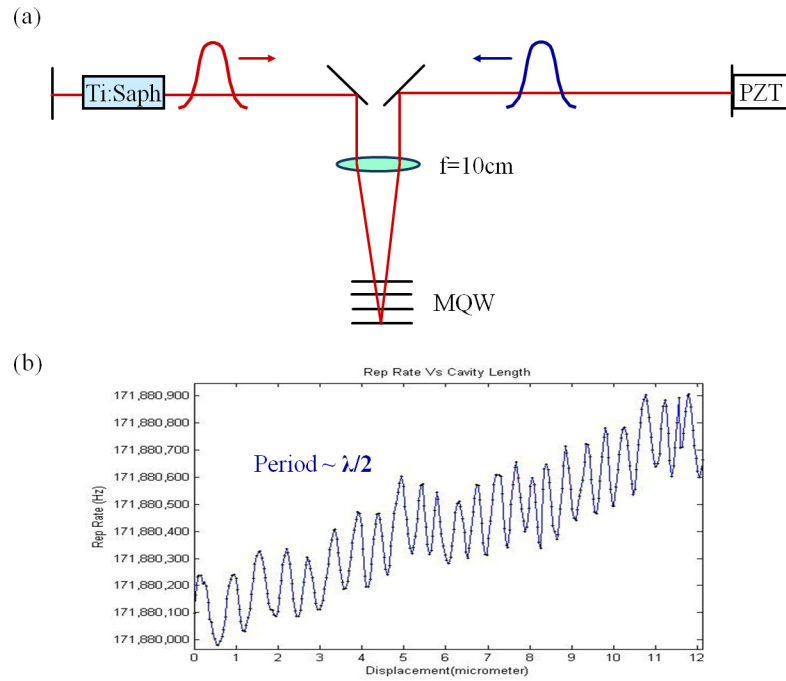 (a)
Ti:Saph
PZT
f=10cm
MQW
(b)
Rep Rate Vs Cavity Length
171,880,900
171,880,800
171,880,700
171,880,600
171,880,500
171,880,400
171,880,300
171,880,200
171,880,100
171,880,000
Rep Rate (Hz)
Period ~ λ/2
0 1 2 3 4 5 6 7 8 9 10 11 12
Displacement(micrometer)